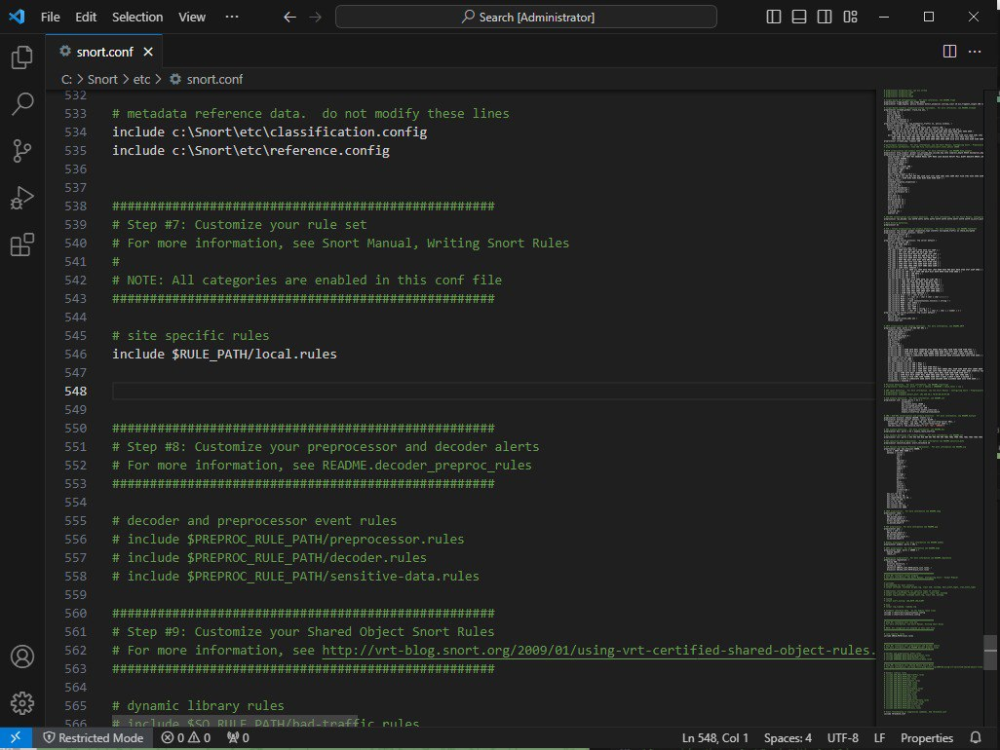 File Edit Selection View ··· Search [Administrator]
snort.conf
C: > Snort > etc > snort.conf
532
533 # metadata reference data.  do not modify these lines
534 include c:\Snort\etc\classification.config
535 include c:\Snort\etc\reference.config
536
537
538 ###################################################
539 # Step #7: Customize your rule set
540 # For more information, see Snort Manual, Writing Snort Rules
541 #
542 # NOTE: All categories are enabled in this conf file
543 ###################################################
544
545 # site specific rules
546 include $RULE_PATH/local.rules
547
548
549
550 ###################################################
551 # Step #8: Customize your preprocessor and decoder alerts
552 # For more information, see README.decoder_preproc_rules
553 ###################################################
554
555 # decoder and preprocessor event rules
556 # include $PREPROC_RULE_PATH/preprocessor.rules
557 # include $PREPROC_RULE_PATH/decoder.rules
558 # include $PREPROC_RULE_PATH/sensitive-data.rules
559
560 ###################################################
561 # Step #9: Customize your Shared Object Snort Rules
562 # For more information, see http://vrt-blog.snort.org/2009/01/using-vrt-certified-shared-object-rules.
563 ###################################################
564
565 # dynamic library rules
566 # include $SO_RULE_PATH/bad-traffic.rules
Restricted Mode 0 0 0 Ln 548, Col 1 Spaces: 4 UTF-8 LF Properties